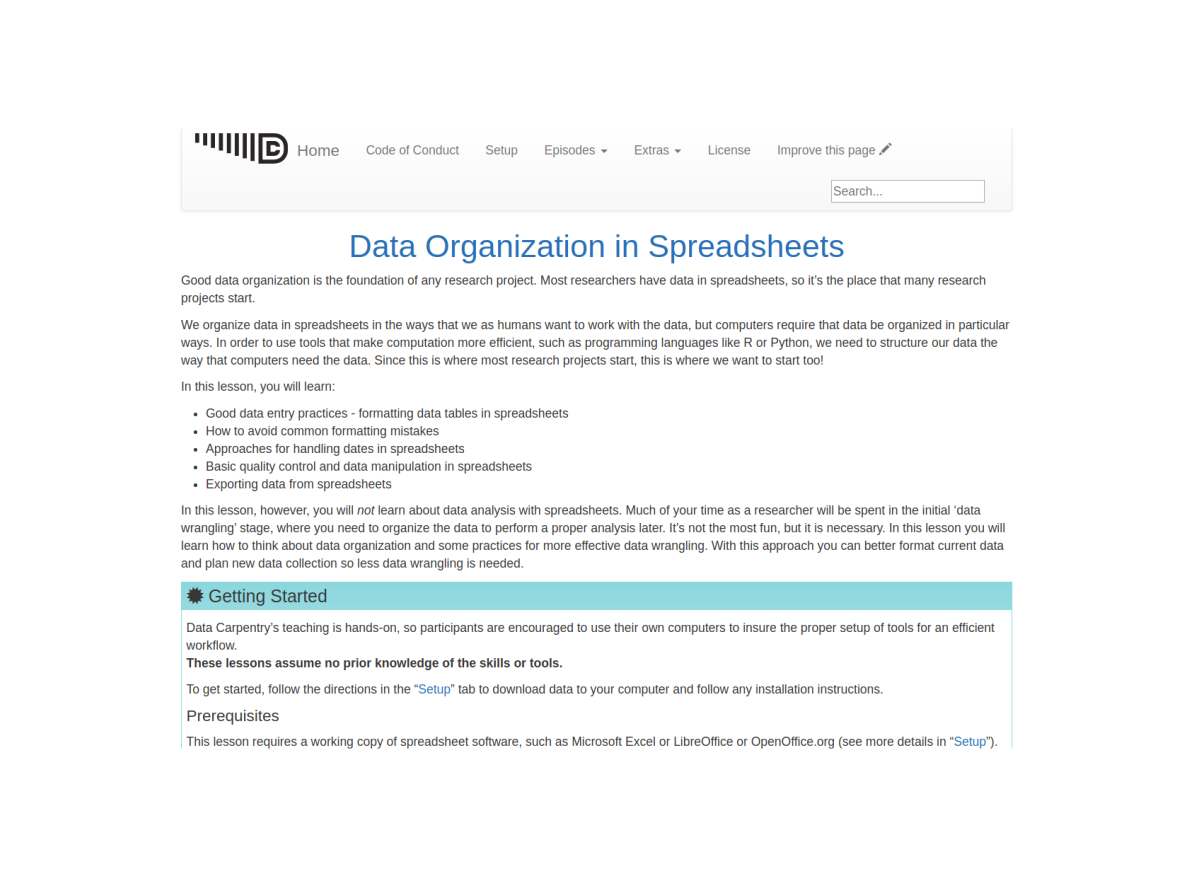 Home Code of Conduct Setup Episodes Extras License Improve this page
Search...
Data Organization in Spreadsheets
Good data organization is the foundation of any research project. Most researchers have data in spreadsheets, so it’s the place that many research
projects start.
We organize data in spreadsheets in the ways that we as humans want to work with the data, but computers require that data be organized in particular
ways. In order to use tools that make computation more efficient, such as programming languages like R or Python, we need to structure our data the
way that computers need the data. Since this is where most research projects start, this is where we want to start too!
In this lesson, you will learn:
• Good data entry practices - formatting data tables in spreadsheets
• How to avoid common formatting mistakes
• Approaches for handling dates in spreadsheets
• Basic quality control and data manipulation in spreadsheets
• Exporting data from spreadsheets
In this lesson, however, you will not learn about data analysis with spreadsheets. Much of your time as a researcher will be spent in the initial ‘data
wrangling’ stage, where you need to organize the data to perform a proper analysis later. It’s not the most fun, but it is necessary. In this lesson you will
learn how to think about data organization and some practices for more effective data wrangling. With this approach you can better format current data
and plan new data collection so less data wrangling is needed.
Getting Started
Data Carpentry’s teaching is hands-on, so participants are encouraged to use their own computers to insure the proper setup of tools for an efficient
workflow.
These lessons assume no prior knowledge of the skills or tools.
To get started, follow the directions in the “Setup” tab to download data to your computer and follow any installation instructions.
Prerequisites
This lesson requires a working copy of spreadsheet software, such as Microsoft Excel or LibreOffice or OpenOffice.org (see more details in “Setup”).